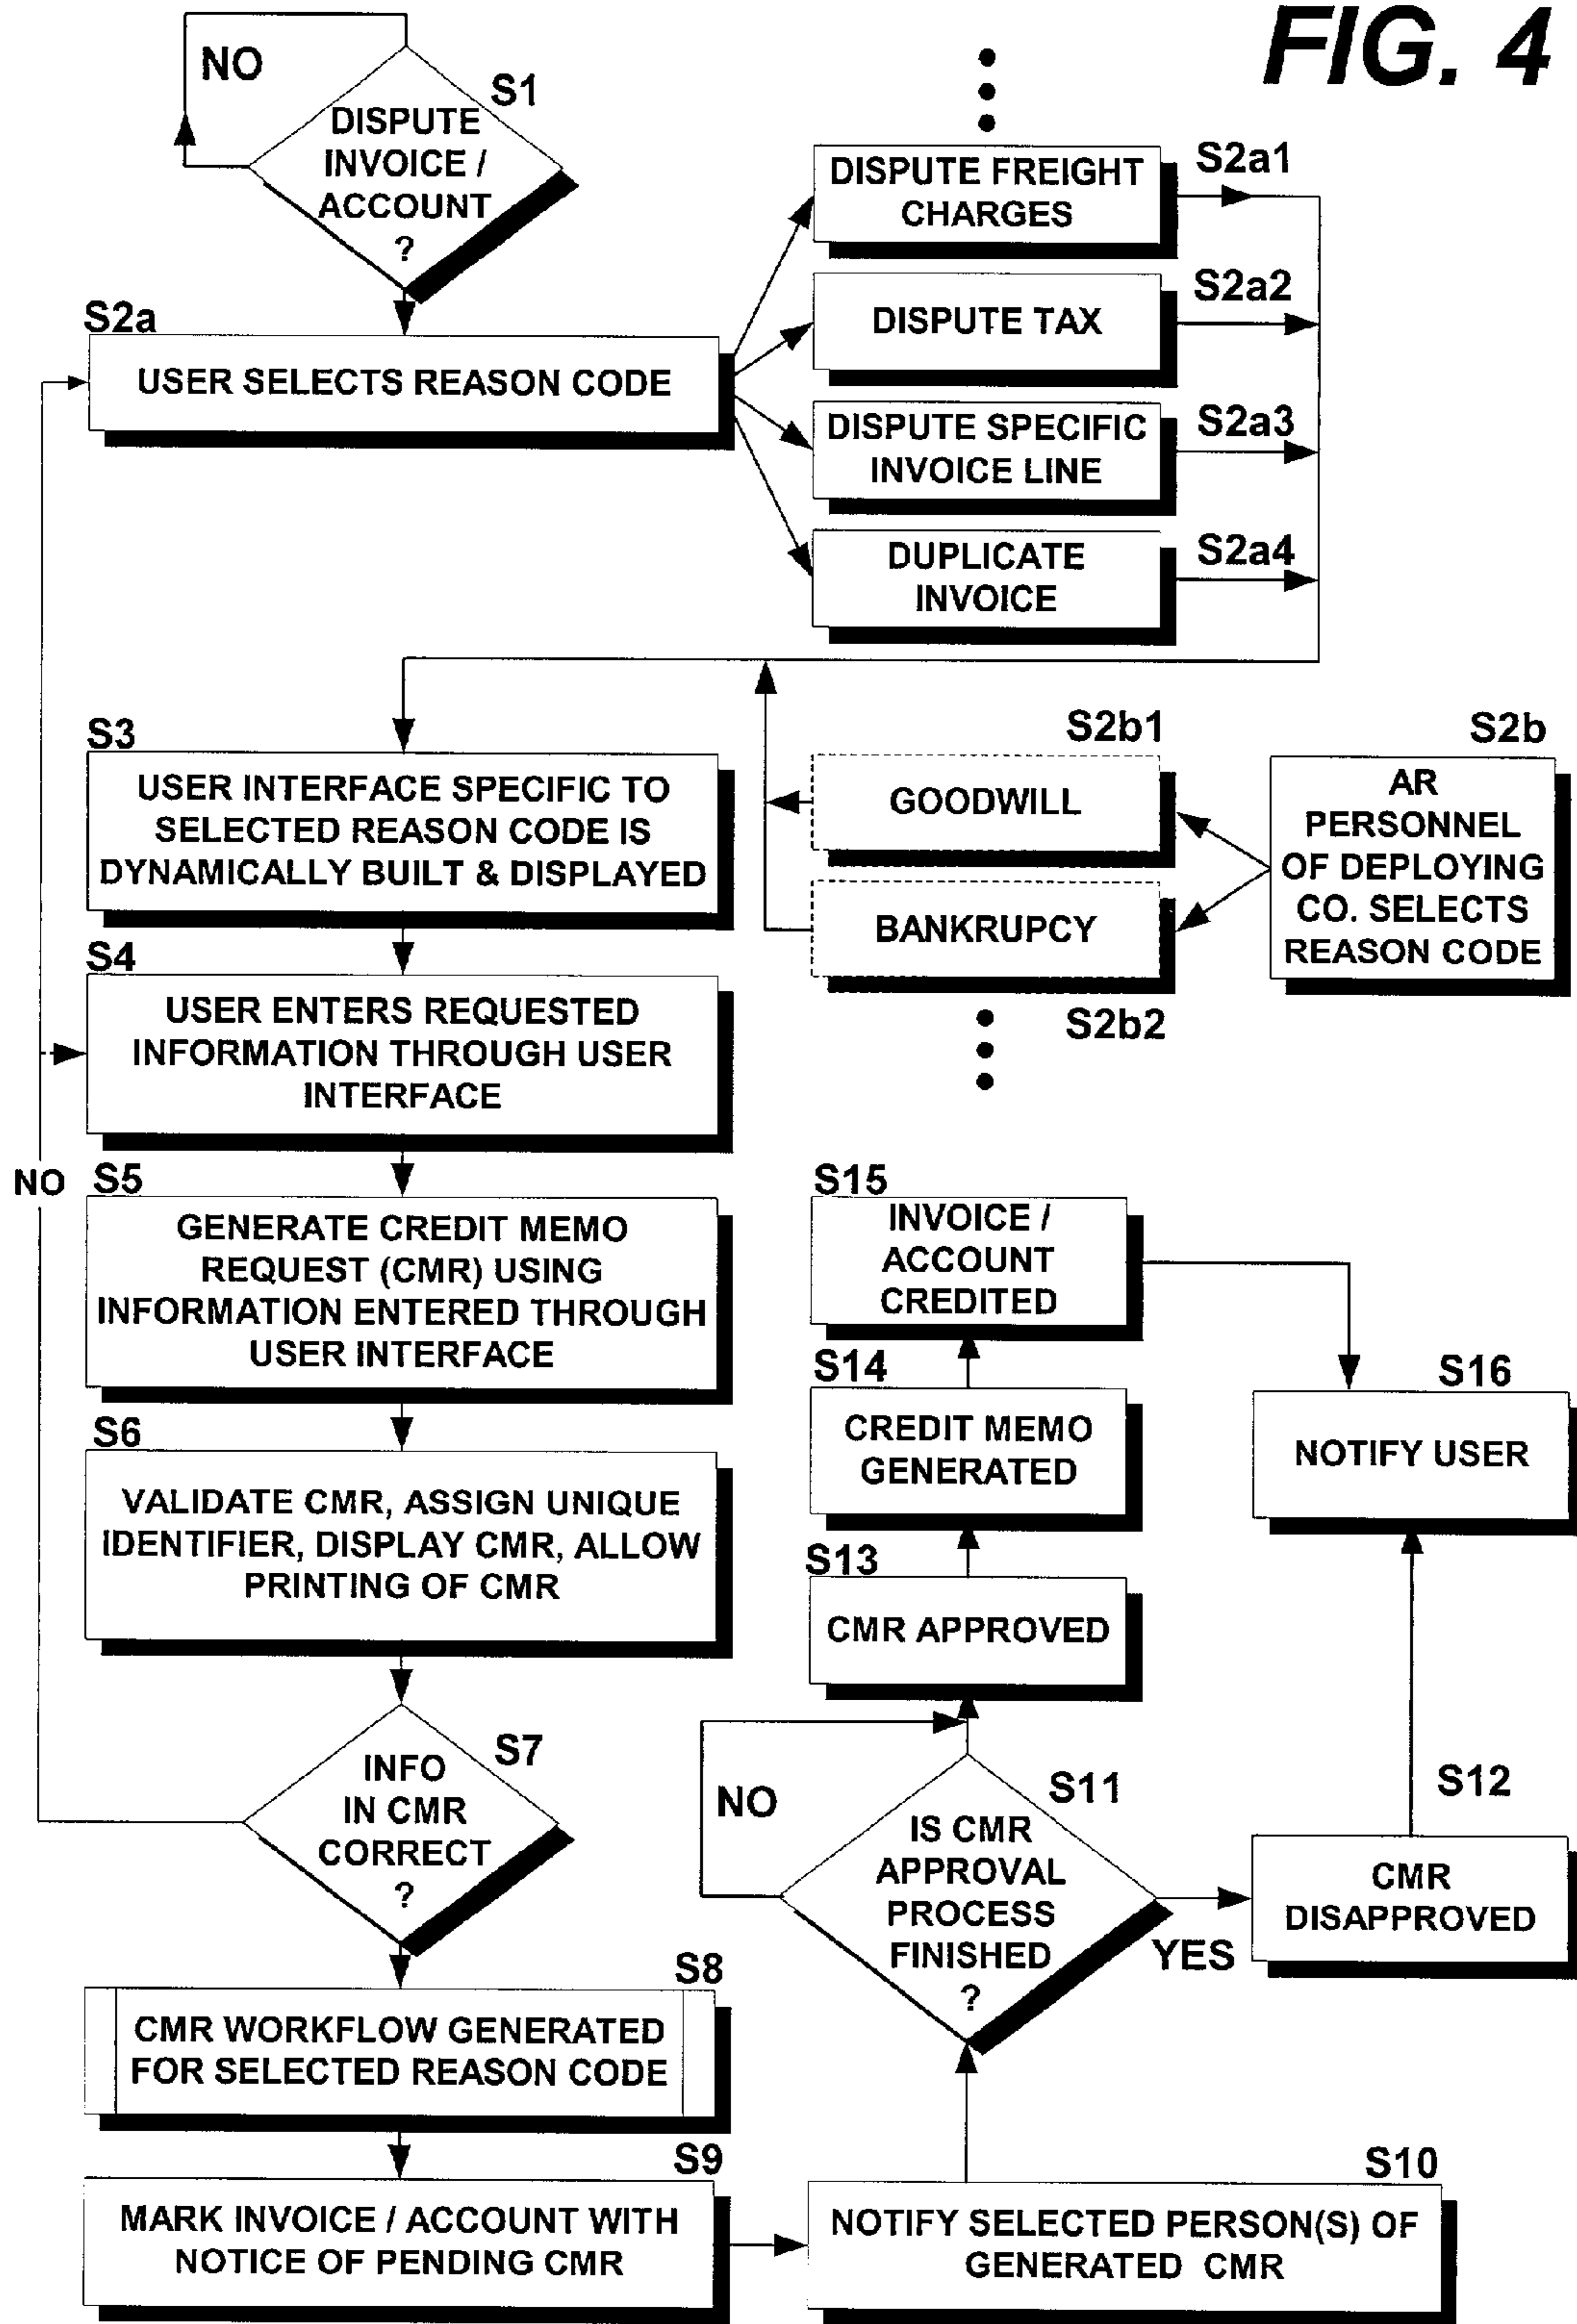 FIG. 4
NO
S1
DISPUTE
INVOICE /
ACCOUNT
?
S2a
USER SELECTS REASON CODE
DISPUTE FREIGHT
CHARGES
S2a1
DISPUTE TAX
S2a2
DISPUTE SPECIFIC
INVOICE LINE
S2a3
DUPLICATE
INVOICE
S2a4
S3
USER INTERFACE SPECIFIC TO
SELECTED REASON CODE IS
DYNAMICALLY BUILT & DISPLAYED
S2b1
GOODWILL
BANKRUPCY
S2b2
S2b
AR
PERSONNEL
OF DEPLOYING
CO. SELECTS
REASON CODE
S4
USER ENTERS REQUESTED
INFORMATION THROUGH USER
INTERFACE
NO
S5
GENERATE CREDIT MEMO
REQUEST (CMR) USING
INFORMATION ENTERED THROUGH
USER INTERFACE
S6
VALIDATE CMR, ASSIGN UNIQUE
IDENTIFIER, DISPLAY CMR, ALLOW
PRINTING OF CMR
S7
INFO
IN CMR
CORRECT
?
S8
CMR WORKFLOW GENERATED
FOR SELECTED REASON CODE
S9
MARK INVOICE / ACCOUNT WITH
NOTICE OF PENDING CMR
S10
NOTIFY SELECTED PERSON(S) OF
GENERATED CMR
S11
NO
IS CMR
APPROVAL
PROCESS
FINISHED
?
YES
S12
CMR
DISAPPROVED
S13
CMR APPROVED
S14
CREDIT MEMO
GENERATED
S15
INVOICE /
ACCOUNT
CREDITED
S16
NOTIFY USER